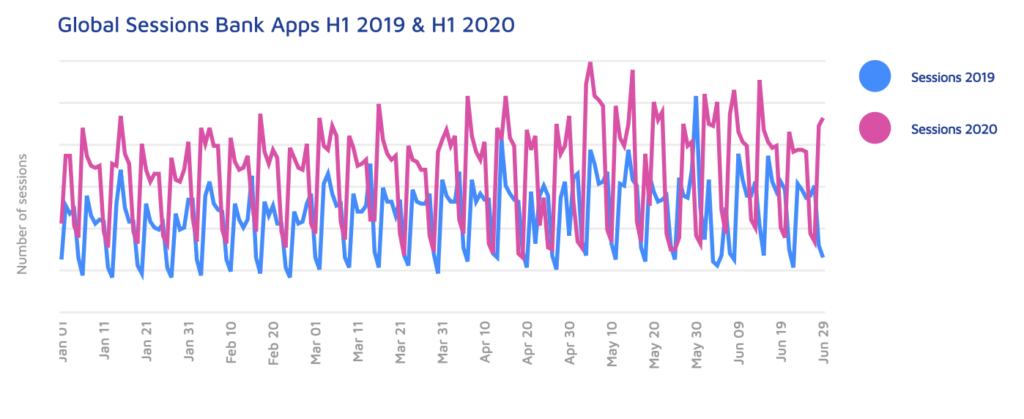 Global Sessions Bank Apps H1 2019 & H1 2020
Sessions 2019
Sessions 2020
Number of sessions
Jan 01
Jan 11
Jan 21
Jan 31
Feb 10
Feb 20
Mar 01
Mar 11
Mar 21
Mar 31
Apr 10
Apr 20
Apr 30
May 10
May 20
May 30
Jun 09
Jun 19
Jun 29